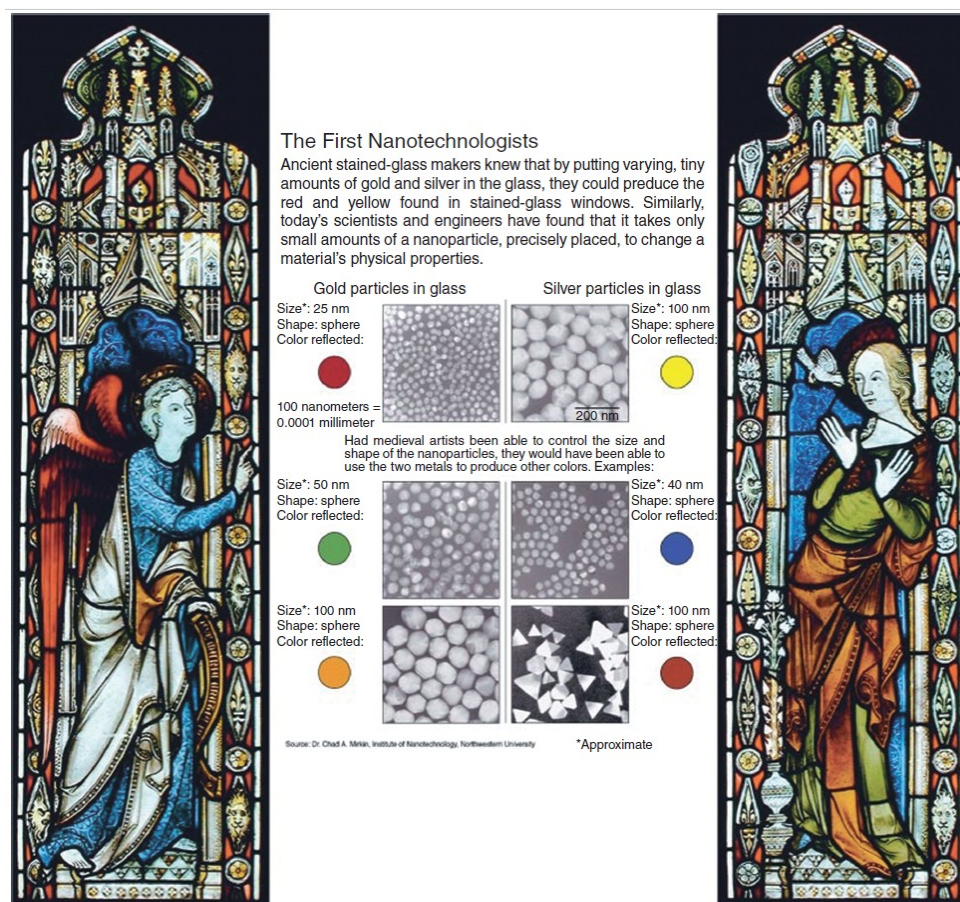 The First Nanotechnologists
Ancient stained-glass makers knew that by putting varying, tiny
amounts of gold and silver in the glass, they could preduce the
red and yellow found in stained-glass windows. Similarly,
today's scientists and engineers have found that it takes only
small amounts of a nanoparticle, precisely placed, to change a
material's physical properties.
Gold particles in glass
Silver particles in glass
Size*: 25 nm
Shape: sphere
Color reflected:
Size*: 100 nm
Shape: sphere
Color reflected:
100 nanometers =
0.0001 millimeter
200 nm
Had medieval artists been able to control the size and
shape of the nanoparticles, they would have been able to
use the two metals to produce other colors. Examples:
Size*: 50 nm
Shape: sphere
Color reflected:
Size*: 40 nm
Shape: sphere
Color reflected:
Size*: 100 nm
Shape: sphere
Color reflected:
Size*: 100 nm
Shape: sphere
Color reflected:
Source: Dr. Chad A. Mirkin, Institute of Nanotechnology, Northwestern University
*Approximate